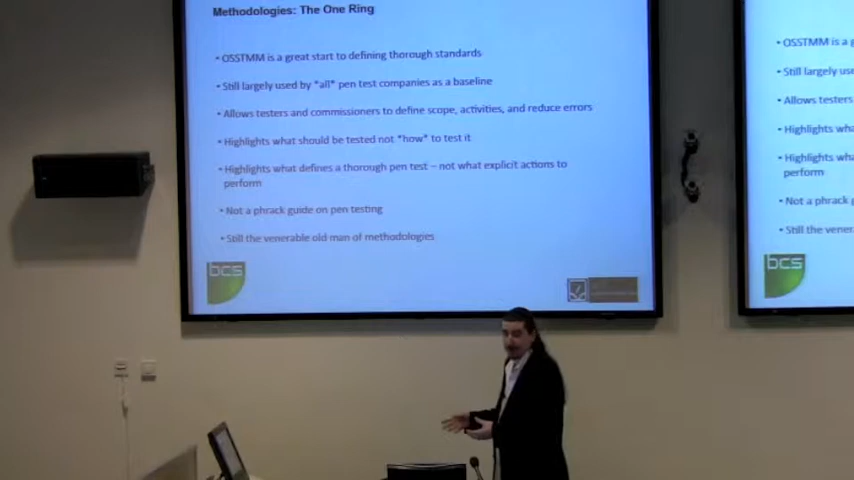 Methodologies: The One Ring
• OSSTMM is a great start to defining thorough standards
• Still largely used by *all* pen test companies as a baseline
• Allows testers and commissioners to define scope, activities, and reduce errors
• Highlights what should be tested not *how* to test it
• Highlights what defines a thorough pen test – not what explicit actions to
perform
• Not a phrack guide on pen testing
• Still the venerable old man of methodologies
bcs
• OSSTMM is a
• Still largely
• Allows testers
• Highlights
• Highlights
perform
• Not a phrack
• Still the
bcs